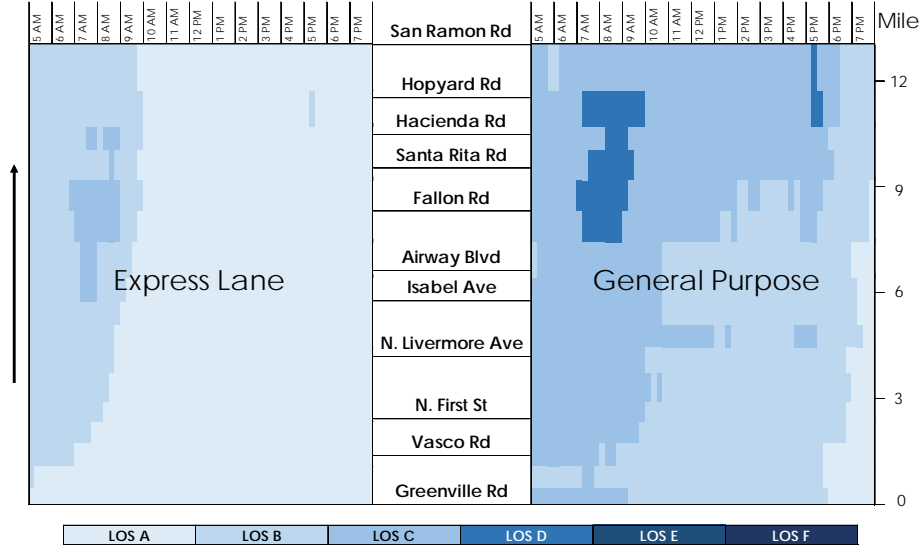 5 AM 6 AM 7 AM 8 AM 9 AM 10 AM 11 AM 12 PM 1 PM 2 PM 3 PM 4 PM 5 PM 6 PM 7 PM
San Ramon Rd
5 AM 6 AM 7 AM 8 AM 9 AM 10 AM 11 AM 12 PM 1 PM 2 PM 3 PM 4 PM 5 PM 6 PM 7 PM
Mile
Hopyard Rd
12
Hacienda Rd
Santa Rita Rd
Fallon Rd
9
Airway Blvd
Express Lane
General Purpose
Isabel Ave
6
N. Livermore Ave
N. First St
3
Vasco Rd
Greenville Rd
0
LOS A LOS B LOS C LOS D LOS E LOS F